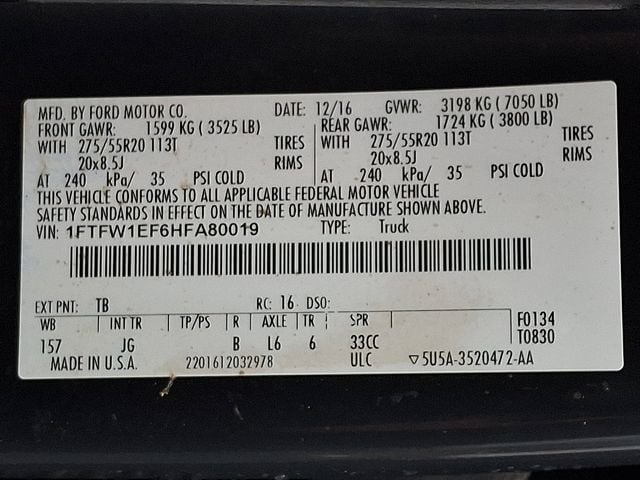 MFD. BY FORD MOTOR CO. DATE: 12/16 GVWR: 3198 KG ( 7050 LB)
FRONT GAWR: 1599 KG ( 3525 LB) REAR GAWR: 1724 KG ( 3800 LB)
WITH 275/55R20 113T TIRES WITH 275/55R20 113T TIRES
20x8.5J RIMS 20x8.5J RIMS
AT 240 kPa/ 35 PSI COLD AT 240 kPa/ 35 PSI COLD
THIS VEHICLE CONFORMS TO ALL APPLICABLE FEDERAL MOTOR VEHICLE
SAFETY STANDARDS IN EFFECT ON THE DATE OF MANUFACTURE SHOWN ABOVE.
VIN: 1FTFW1EF6HFA80019 TYPE: Truck
EXT PNT: TB RC: 16 DSO:
WB INT TR TP/PS R AXLE TR SPR F0134
157 JG B L6 6 33CC T0830
MADE IN U.S.A. 2201612032978 ULC ▽5U5A-3520472-AA